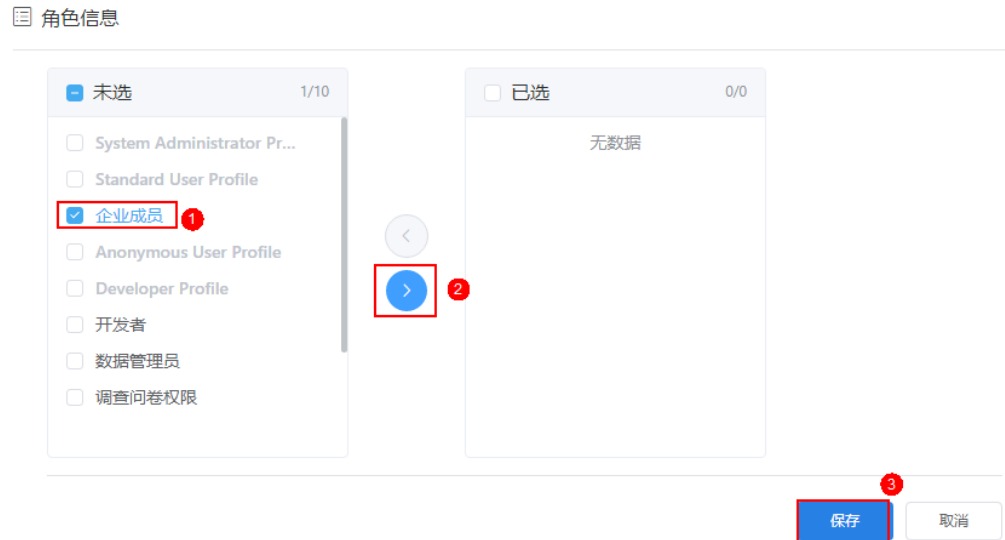 角色信息
未选 1/10
System Administrator Pr...
Standard User Profile
企业成员 1
Anonymous User Profile
Developer Profile
开发者
数据管理员
调查问卷权限
2
已选 0/0
无数据
3
保存 取消